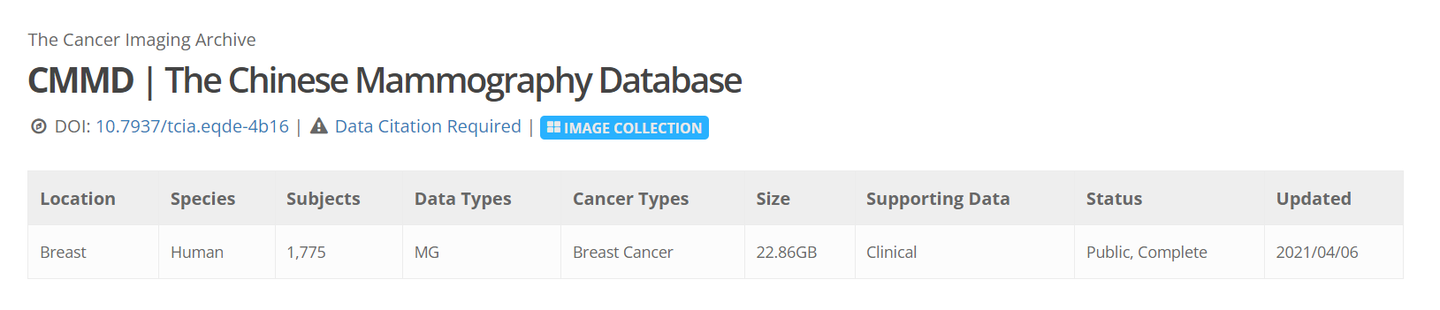 The Cancer Imaging Archive
CMMD | The Chinese Mammography Database
DOI: 10.7937/tcia.eqde-4b16 | Data Citation Required | IMAGE COLLECTION
Location Species Subjects Data Types Cancer Types Size Supporting Data Status Updated
Breast Human 1,775 MG Breast Cancer 22.86GB Clinical Public, Complete 2021/04/06